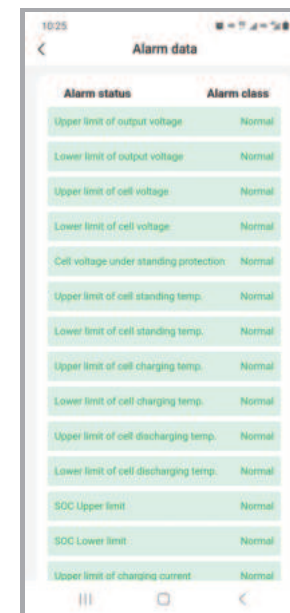 10:25
Alarm data
Alarm status Alarm class
Upper limit of output voltage Normal
Lower limit of output voltage Normal
Upper limit of cell voltage Normal
Lower limit of cell voltage Normal
Cell voltage under standing protection Normal
Upper limit of cell standing temp. Normal
Lower limit of cell standing temp. Normal
Upper limit of cell charging temp. Normal
Lower limit of cell charging temp. Normal
Upper limit of cell discharging temp. Normal
Lower limit of cell discharging temp. Normal
SOC Upper limit Normal
SOC Lower limit Normal
Upper limit of charging current Normal